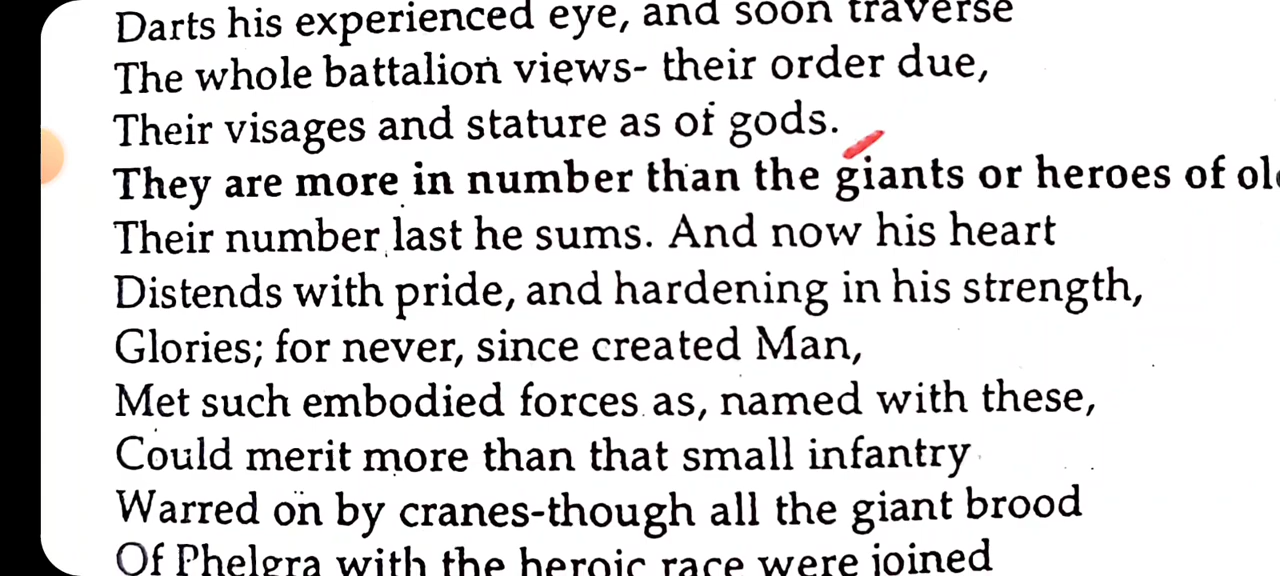 Darts his experienced eye, and soon traverse
The whole battalion views- their order due,
Their visages and stature as of gods.
They are more in number than the giants or heroes of
Their number last he sums. And now his heart
Distends with pride, and hardening in his strength,
Glories; for never, since created Man,
Met such embodied forces as, named with these,
Could merit more than that small infantry
Warred on by cranes-though all the giant brood
Of Phelgra with the heroic race were joined